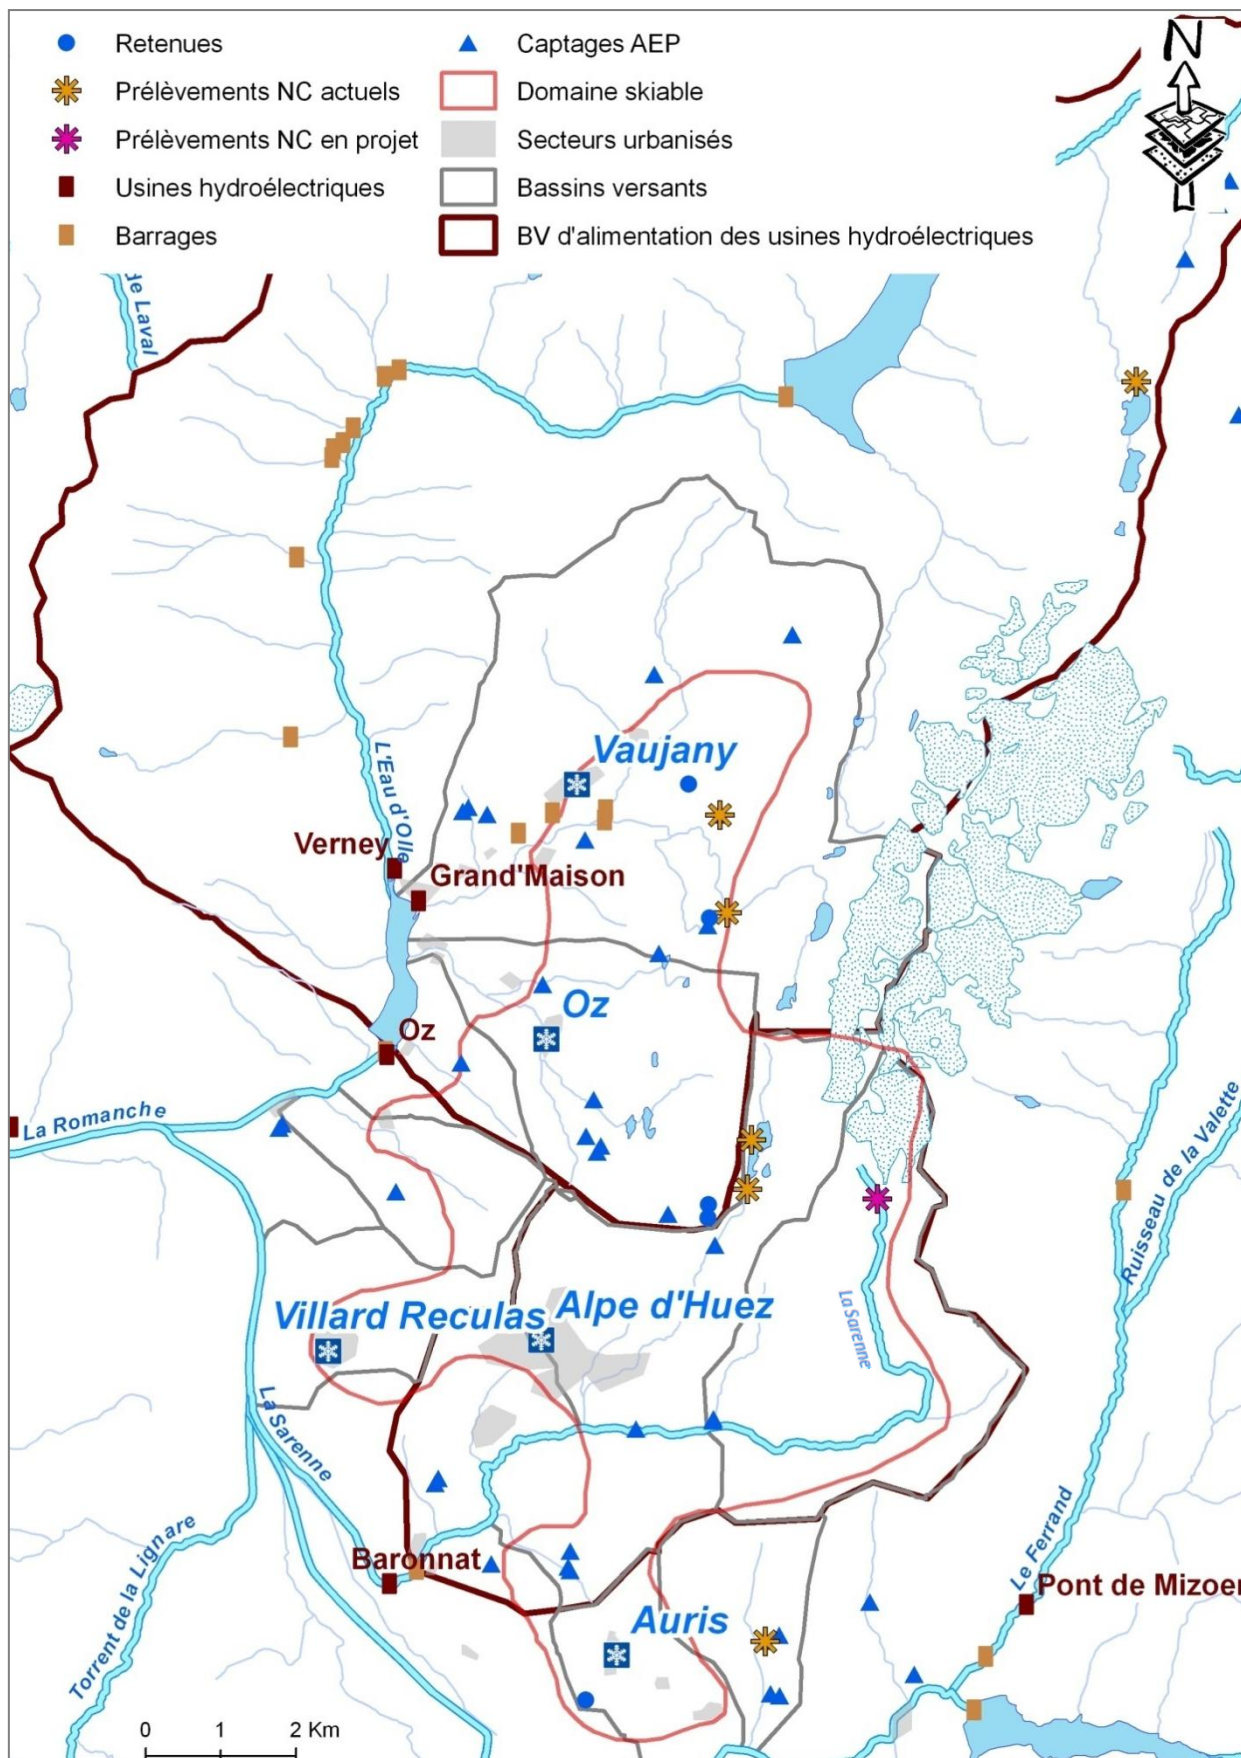 Retenues
Prélèvements NC actuels
Prélèvements NC en projet
Usines hydroélectriques
Barrages
Captages AEP
Domaine skiable
Secteurs urbanisés
Bassins versants
BV d'alimentation des usines hydroélectriques
N
de Laval
Vaujany
L'Eau d'Olle
Verney
Grand'Maison
Oz
Oz
La Romanche
Ruisseau de la Valette
La Sarenne
Villard Reculas
Alpe d'Huez
La Sarenne
Le Ferrand
Torrent de la Lignare
Baronnat
Pont de Mizoen
Auris
0 1 2 Km